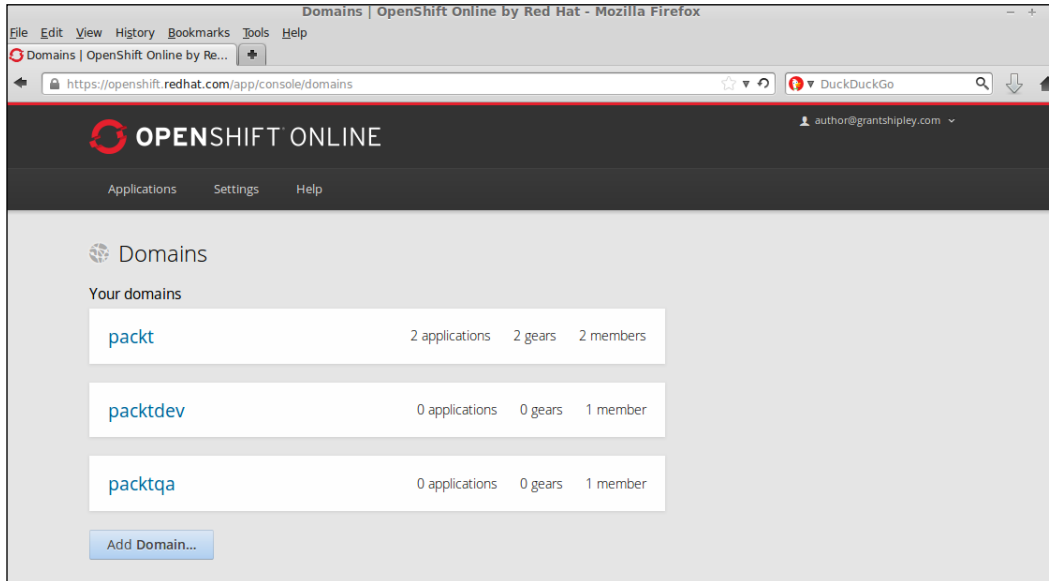 Domains | OpenShift Online by Red Hat - Mozilla Firefox
File Edit View History Bookmarks Tools Help
Domains | OpenShift Online by Re...
https://openshift.redhat.com/app/console/domains
DuckDuckGo
OPENSHIFT ONLINE
author@grantshipley.com
Applications Settings Help
Domains
Your domains
packt 2 applications 2 gears 2 members
packtdev 0 applications 0 gears 1 member
packtqa 0 applications 0 gears 1 member
Add Domain...